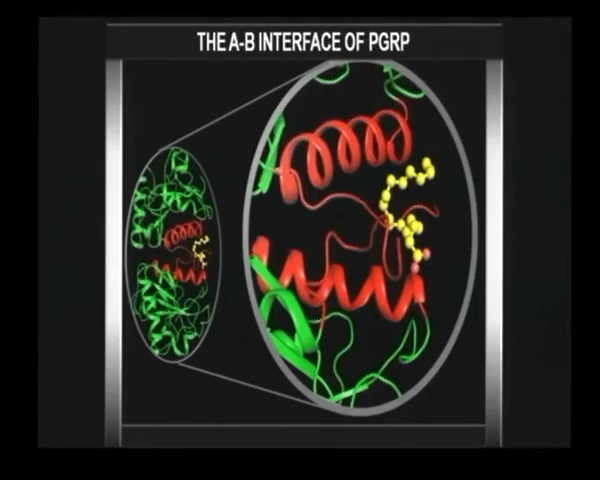 THE A-B INTERFACE OF PGRP